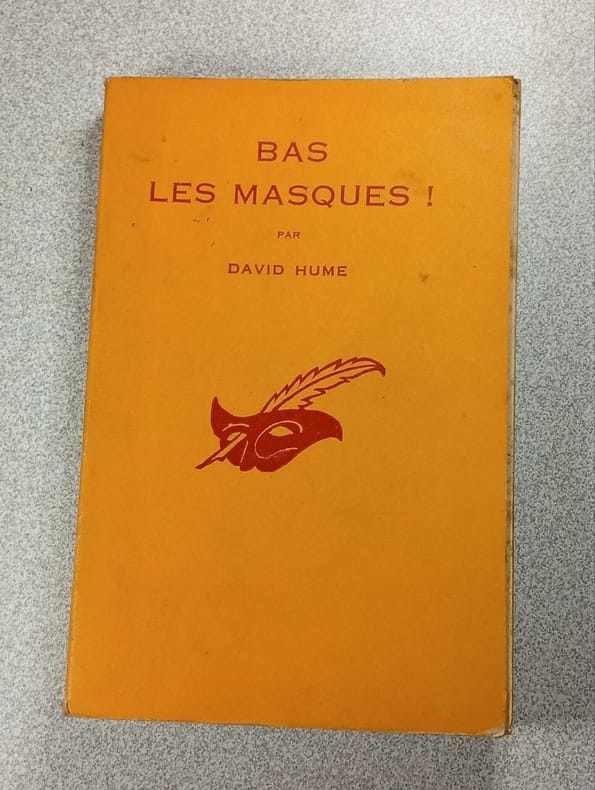 BAS
LES MASQUES !
PAR
DAVID HUME